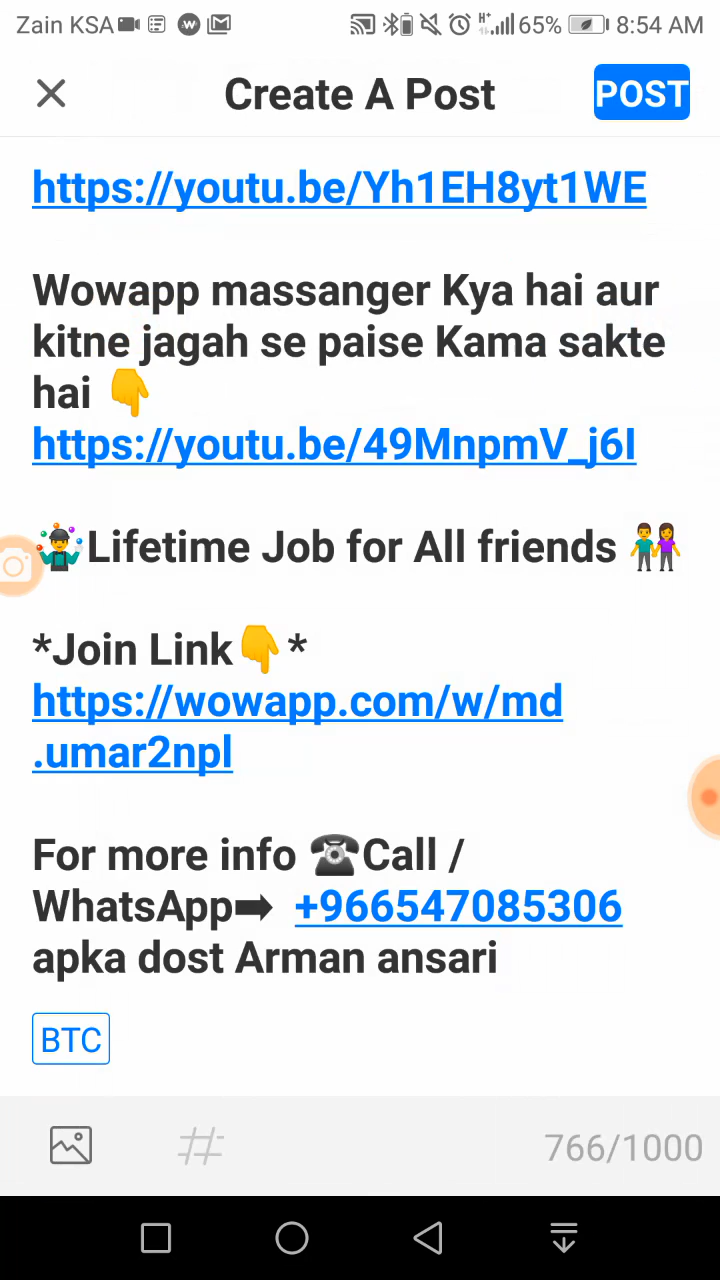 Zain KSA 65% 8:54 AM
Create A Post POST
https://youtu.be/Yh1EH8yt1WE
Wowapp massanger Kya hai aur
kitne jagah se paise Kama sakte
hai 👇
https://youtu.be/49MnpmV_j6I
🤹‍♂️Lifetime Job for All friends 👫
*Join Link👇*
https://wowapp.com/w/md
.umar2npl
For more info ☎Call /
WhatsApp➡ +966547085306
apka dost Arman ansari
BTC
766/1000